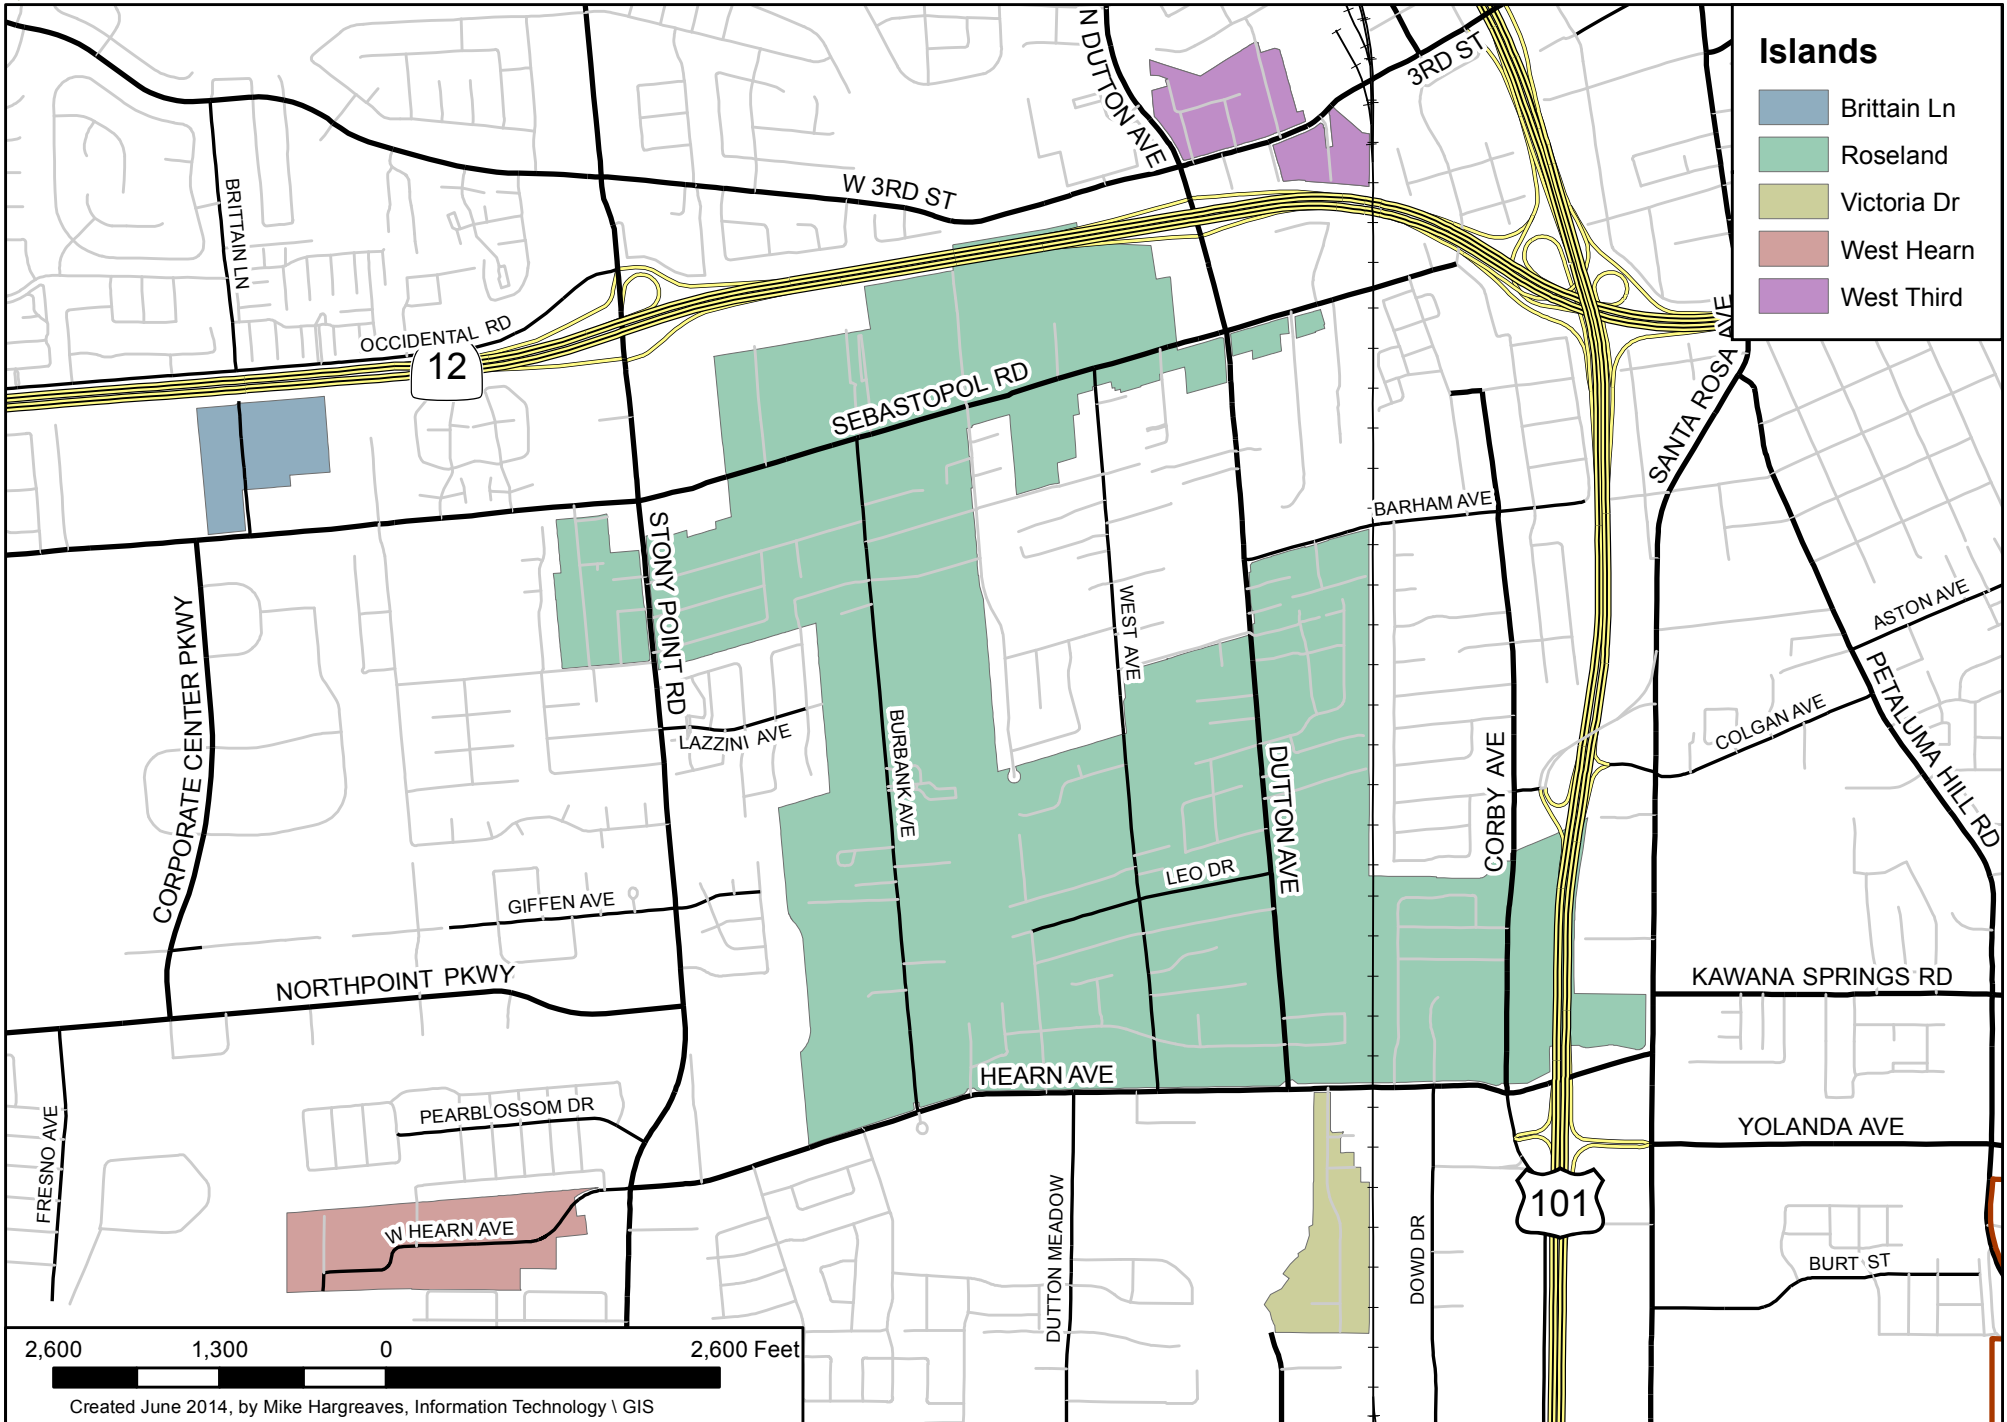 Islands
Brittain Ln
Roseland
Victoria Dr
West Hearn
West Third
N DUTTON AVE
3RD ST
W 3RD ST
BRITTAIN LN
OCCIDENTAL RD
12
SEBASTOPOL RD
SANTA ROSA AVE
BARHAM AVE
STONY POINT RD
WEST AVE
ASTON AVE
CORPORATE CENTER PKWY
LAZZINI AVE
BURBANK AVE
DUTTON AVE
CORBY AVE
COLGAN AVE
PETALUMA HILL RD
LEO DR
GIFFEN AVE
NORTHPOINT PKWY
KAWANA SPRINGS RD
HEARN AVE
PEARBLOSSOM DR
YOLANDA AVE
FRESNO AVE
W HEARN AVE
DUTTON MEADOW
DOWD DR
101
BURT ST
2,600 1,300 0 2,600 Feet
Created June 2014, by Mike Hargreaves, Information Technology \ GIS